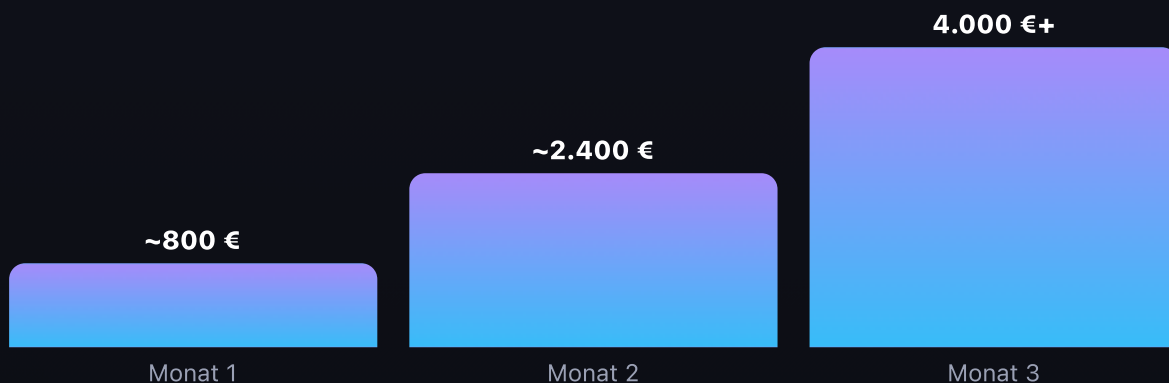 4.000 €+
~2.400 €
~800 €
Monat 1
Monat 2
Monat 3